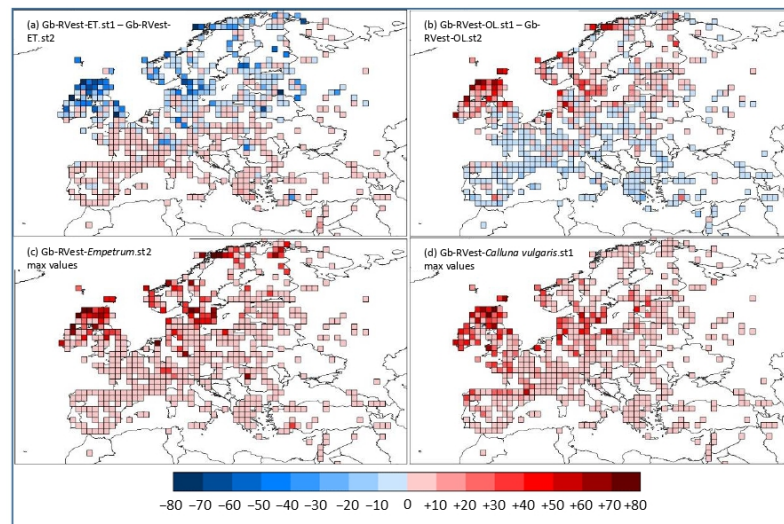 (a) Gb-RVest-ET.st1 – Gb-RVest-
ET.st2
(b) Gb-RVest-OL.st1 – Gb-
RVest-OL.st2
(c) Gb-RVest-Empetrum.st2
max values
(d) Gb-RVest-Calluna vulgaris.st1
max values
−80 −70 −60 −50 −40 −30 −20 −10 0 +10 +20 +30 +40 +50 +60 +70 +80